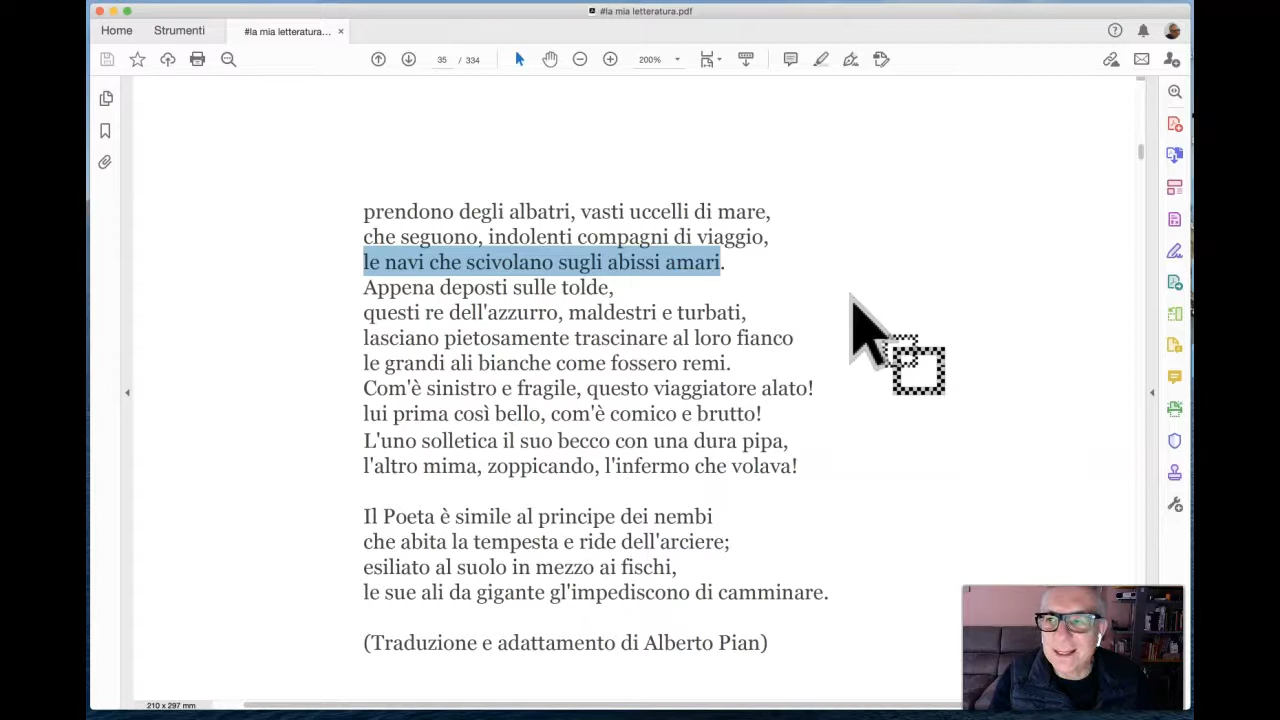 #la mia letteratura.pdf
Home
Strumenti
#la mia letteratura...
×
35 / 334
200%
prendono degli albatri, vasti uccelli di mare,
che seguono, indolenti compagni di viaggio,
le navi che scivolano sugli abissi amari.
Appena deposti sulle tolde,
questi re dell'azzurro, maldestri e turbati,
lasciano pietosamente trascinare al loro fianco
le grandi ali bianche come fossero remi.
Com'è sinistro e fragile, questo viaggiatore alato!
lui prima così bello, com'è comico e brutto!
L'uno solletica il suo becco con una dura pipa,
l'altro mima, zoppicando, l'infermo che volava!
Il Poeta è simile al principe dei nembi
che abita la tempesta e ride dell'arciere;
esiliato al suolo in mezzo ai fischi,
le sue ali da gigante gl'impediscono di camminare.
(Traduzione e adattamento di Alberto Pian)
210 x 297 mm